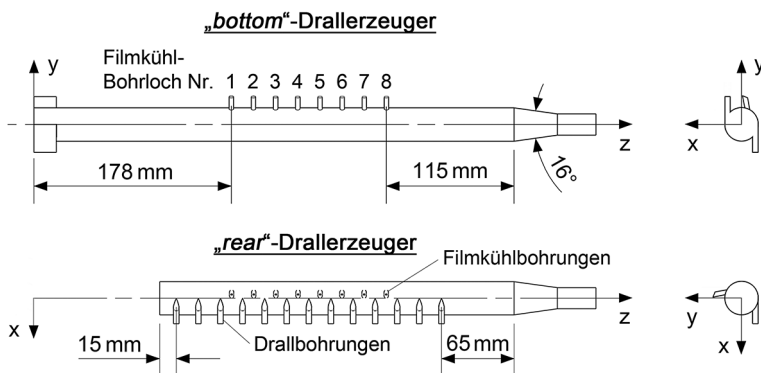 „bottom“-Drallerzeuger
y
Filmkühl-
Bohrloch Nr. 1 2 3 4 5 6 7 8
y
z
x
178 mm
115 mm
16°
„rear“-Drallerzeuger
Filmkühlbohrungen
z
y
x
x
15 mm
Drallbohrungen
65 mm